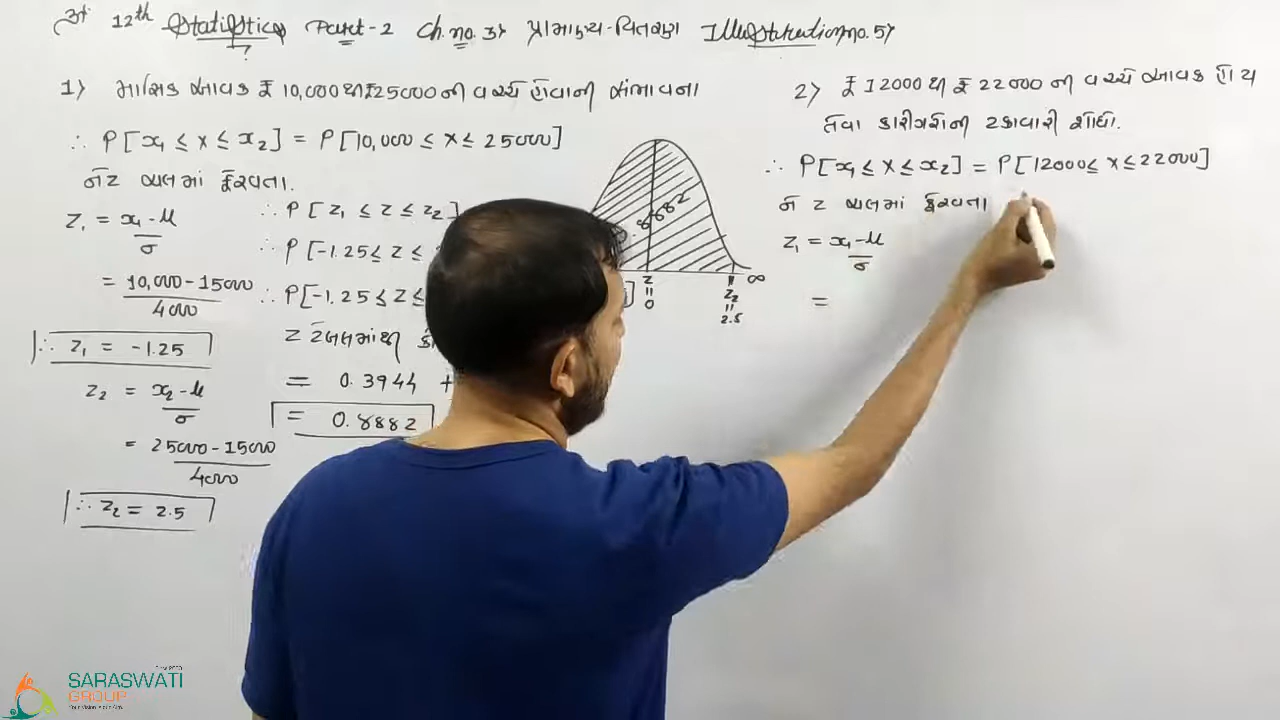 12th Statistics Part-2 Ch. no. 3} પ્રામાણ્ય-વિતરણ Illustration no. 5}
1) માસિક આવક ₹ 10,000 થી ₹ 25000 ની વચ્ચે હોવાની સંભાવના
∴ P[x₁ ≤ x ≤ x₂] = P[10,000 ≤ x ≤ 25000]
ને Z ચલમાં ફેરવતા.
Z₁ = x₁-μ / σ
= 10,000-15000 / 4000
∴ Z₁ = -1.25
Z₂ = x₂-μ / σ
= 25000-15000 / 4000
∴ Z₂ = 2.5
∴ P[Z₁ ≤ Z ≤ Z₂]
∴ P[-1.25 ≤ Z ≤
∴ P[-1.25 ≤ Z ≤
Z ટેબલમાંથી
= 0.3944 +
= 0.8882
.8882
Z = 0
Z₂ = 2.5
∞
2) ₹ 12000 થી ₹ 22000 ની વચ્ચે આવક હોય
તેવા કારીગરોની ટકાવારી શોધો.
∴ P[x₁ ≤ x ≤ x₂] = P[12000 ≤ x ≤ 22000]
ને Z ચલમાં ફેરવતા
Z₁ = x₁-μ / σ
=
SARASWATI
GROUP